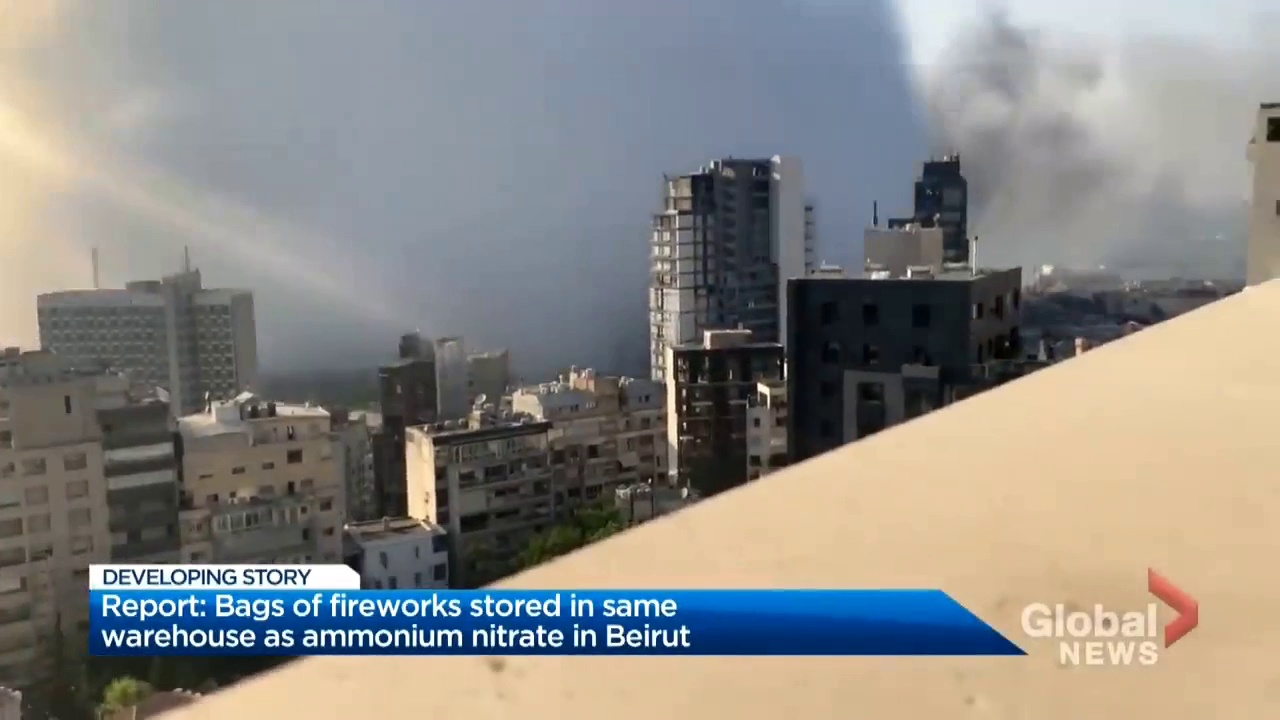 DEVELOPING STORY
Report: Bags of fireworks stored in same
warehouse as ammonium nitrate in Beirut
Global
NEWS